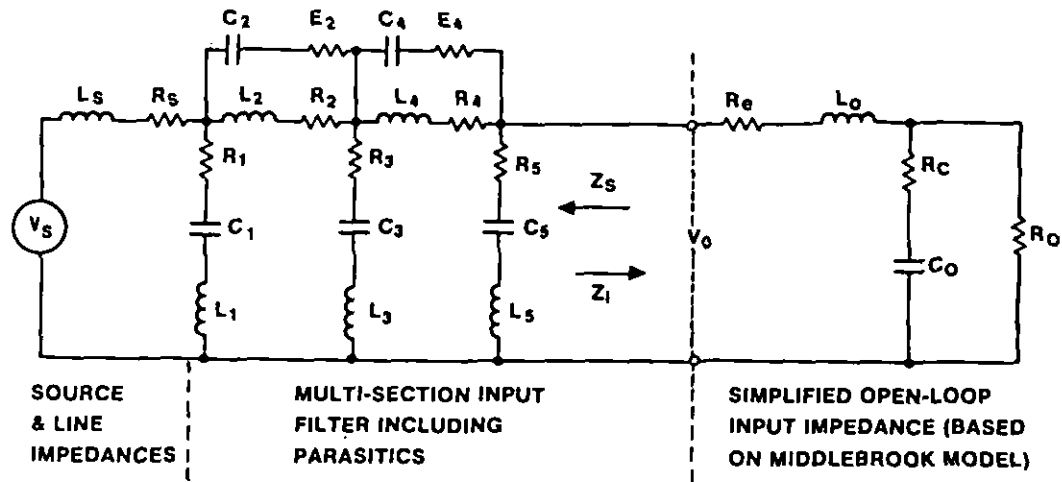 C2 E2 C4 E4
LS RS L2 R2 L4 R4 Re Lo
R1 R3 R5 RC
ZS
VS C1 C3 C5 Vo RO
CO
ZI
L1 L3 L5
SOURCE
& LINE
IMPEDANCES
MULTI-SECTION INPUT
FILTER INCLUDING
PARASITICS
SIMPLIFIED OPEN-LOOP
INPUT IMPEDANCE (BASED
ON MIDDLEBROOK MODEL)